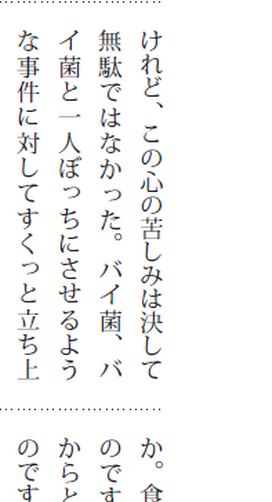 けれど、この心の苦しみは決して
無駄ではなかった。バイ菌、バ
イ菌と一人ぼっちにさせるよう
な事件に対してすくっと立ち上
か。食
のです
からと
のです